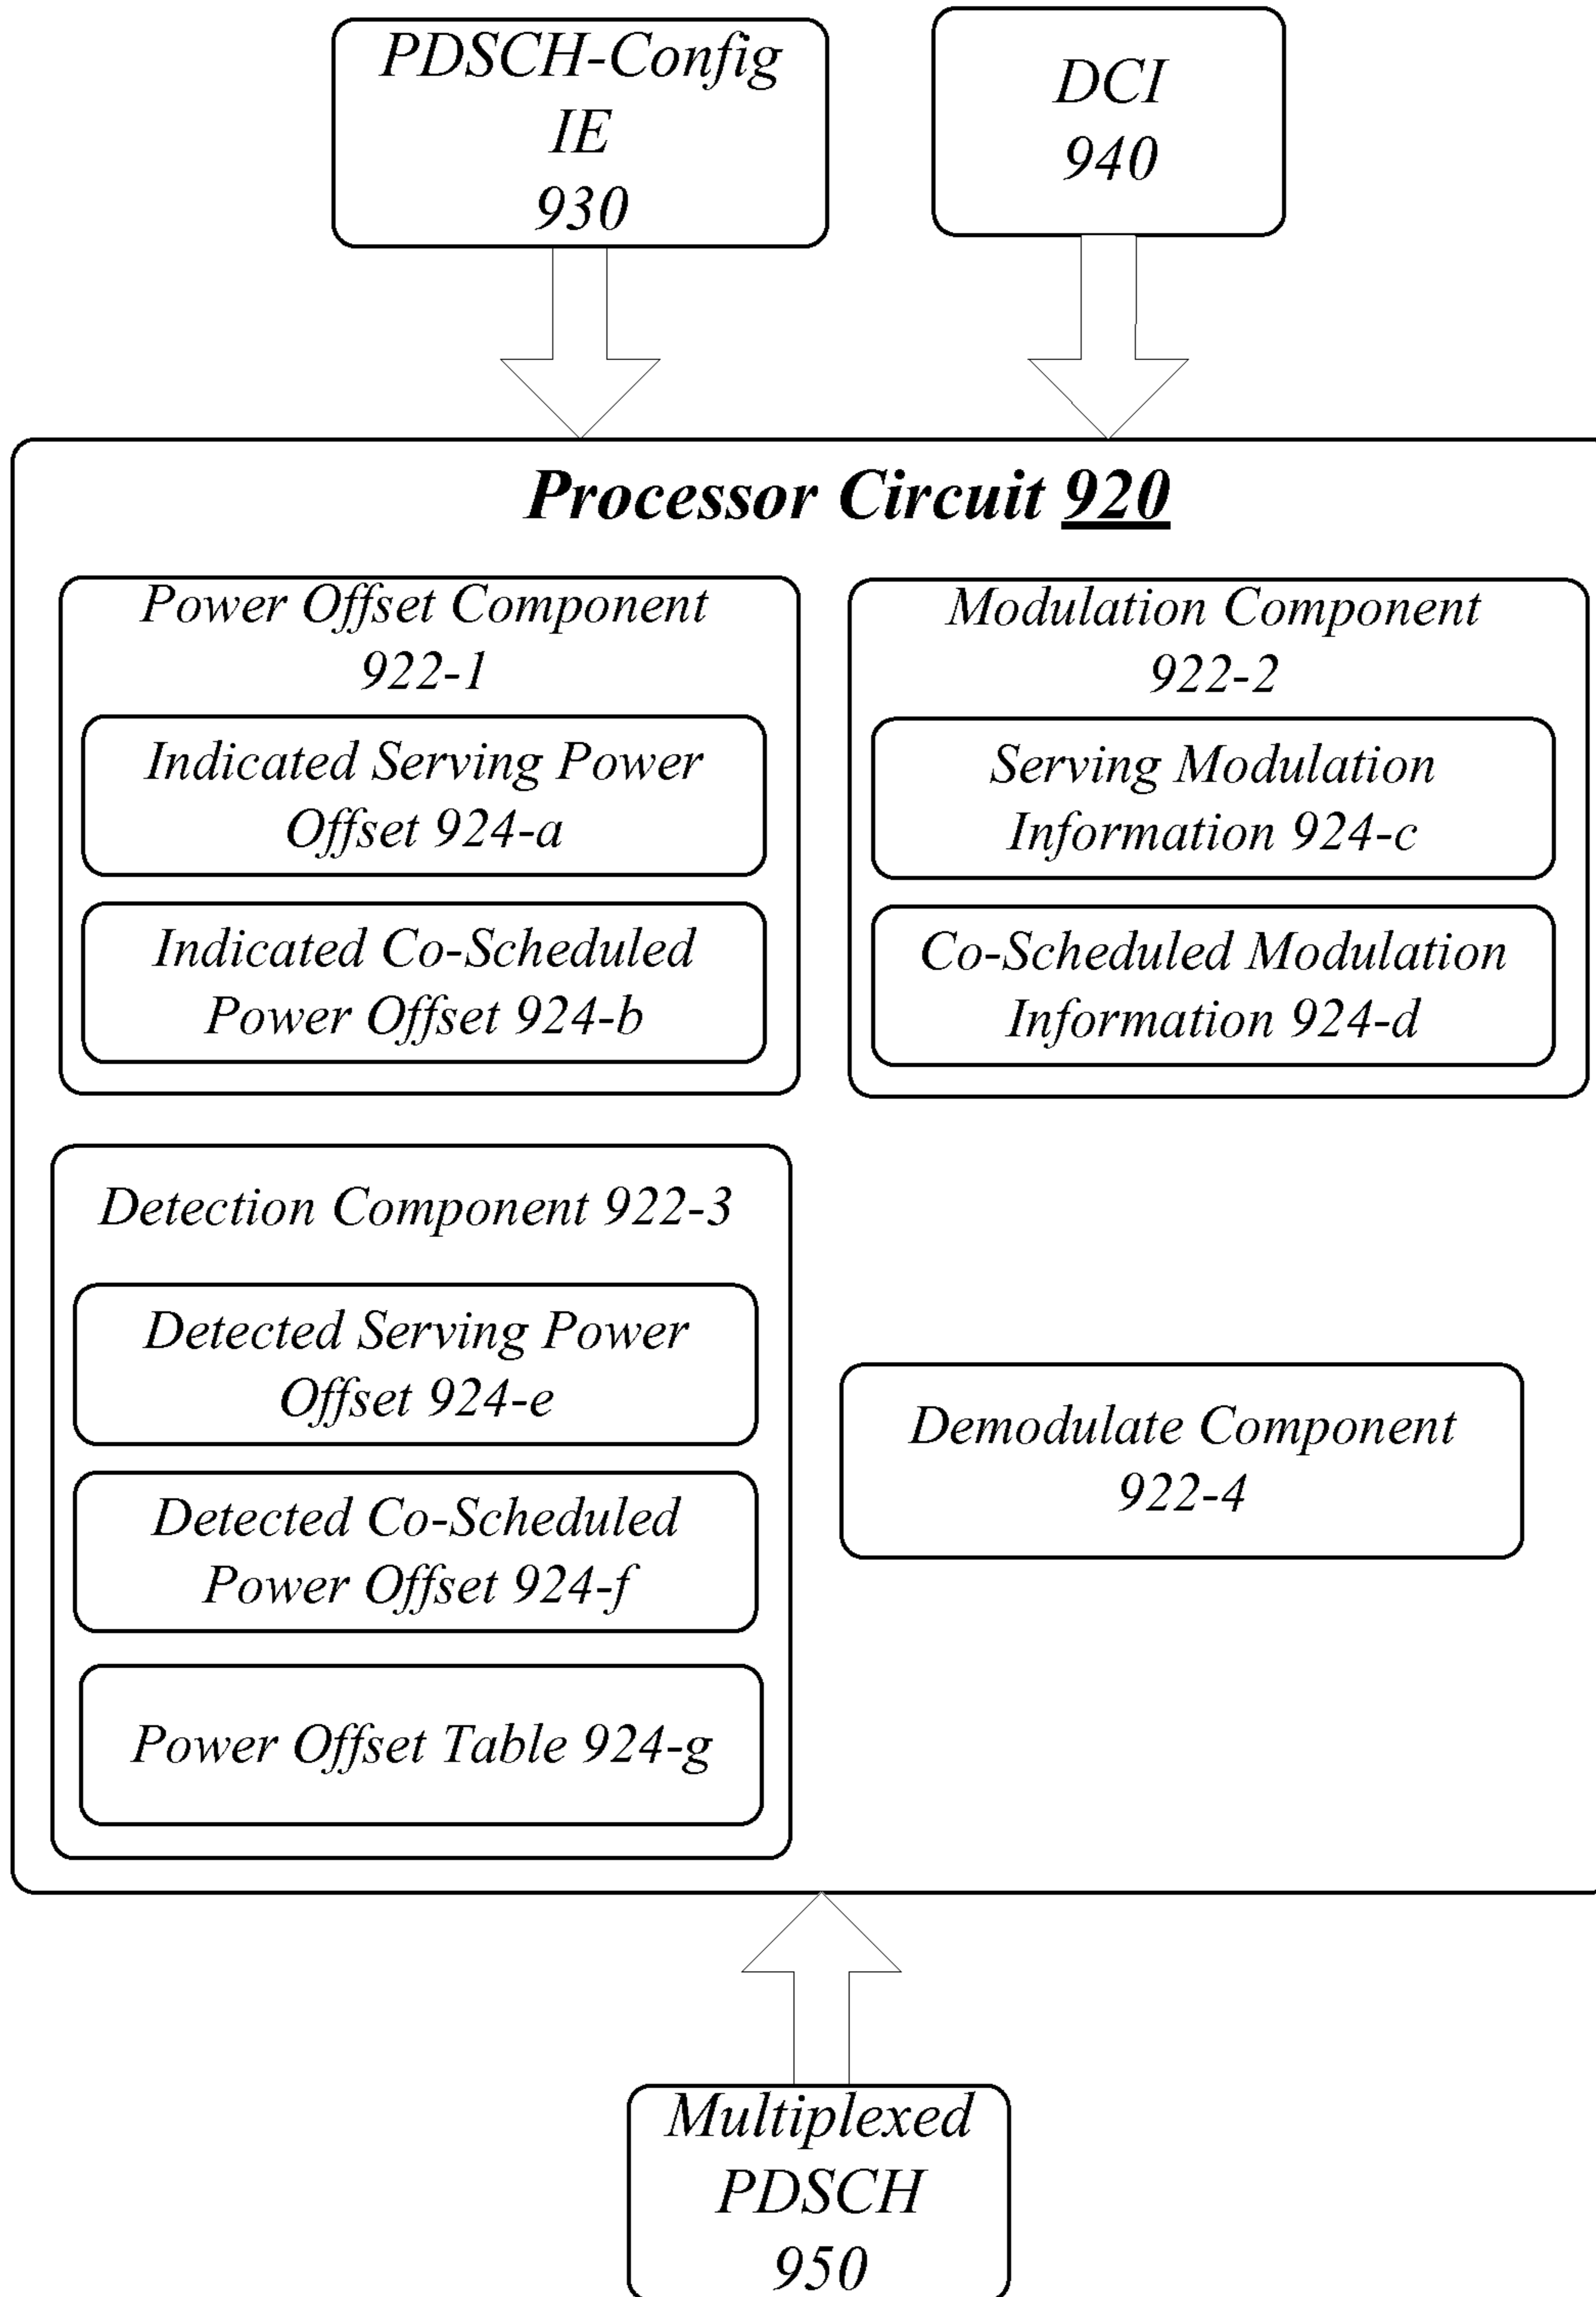 PDSCH-Config
IE
930
DCI
940
Processor Circuit 920
Power Offset Component
922-1
Indicated Serving Power
Offset 924-a
Indicated Co-Scheduled
Power Offset 924-b
Modulation Component
922-2
Serving Modulation
Information 924-c
Co-Scheduled Modulation
Information 924-d
Detection Component 922-3
Detected Serving Power
Offset 924-e
Detected Co-Scheduled
Power Offset 924-f
Power Offset Table 924-g
Demodulate Component
922-4
Multiplexed
PDSCH
950